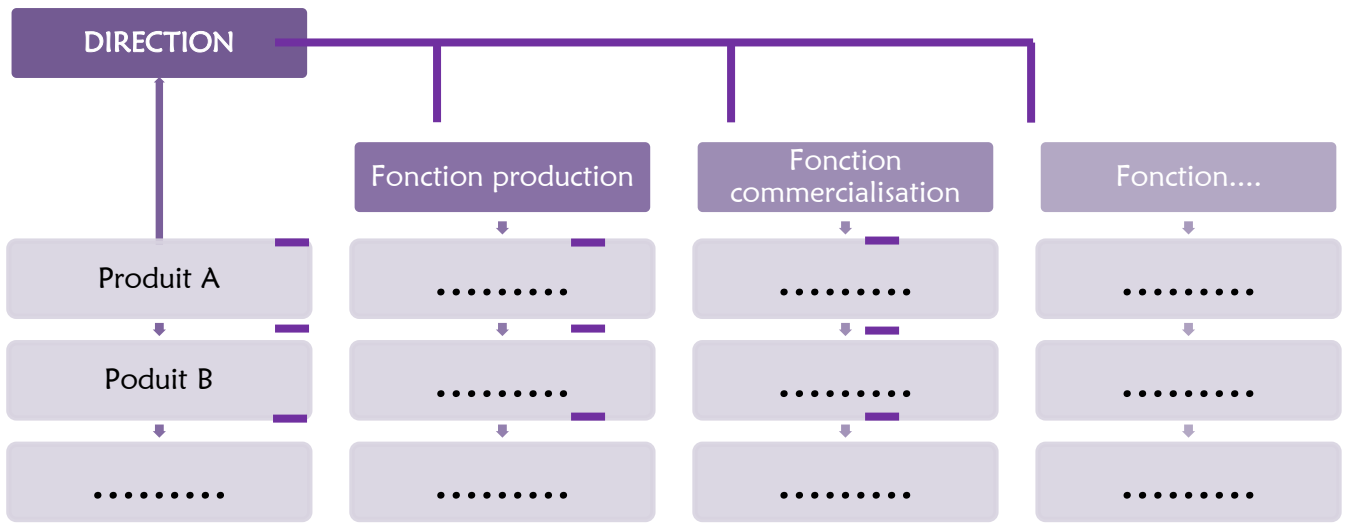 DIRECTION
Fonction production
Fonction
commercialisation
Fonction....
Produit A
.........
.........
.........
Poduit B
.........
.........
.........
.........
.........
.........
.........